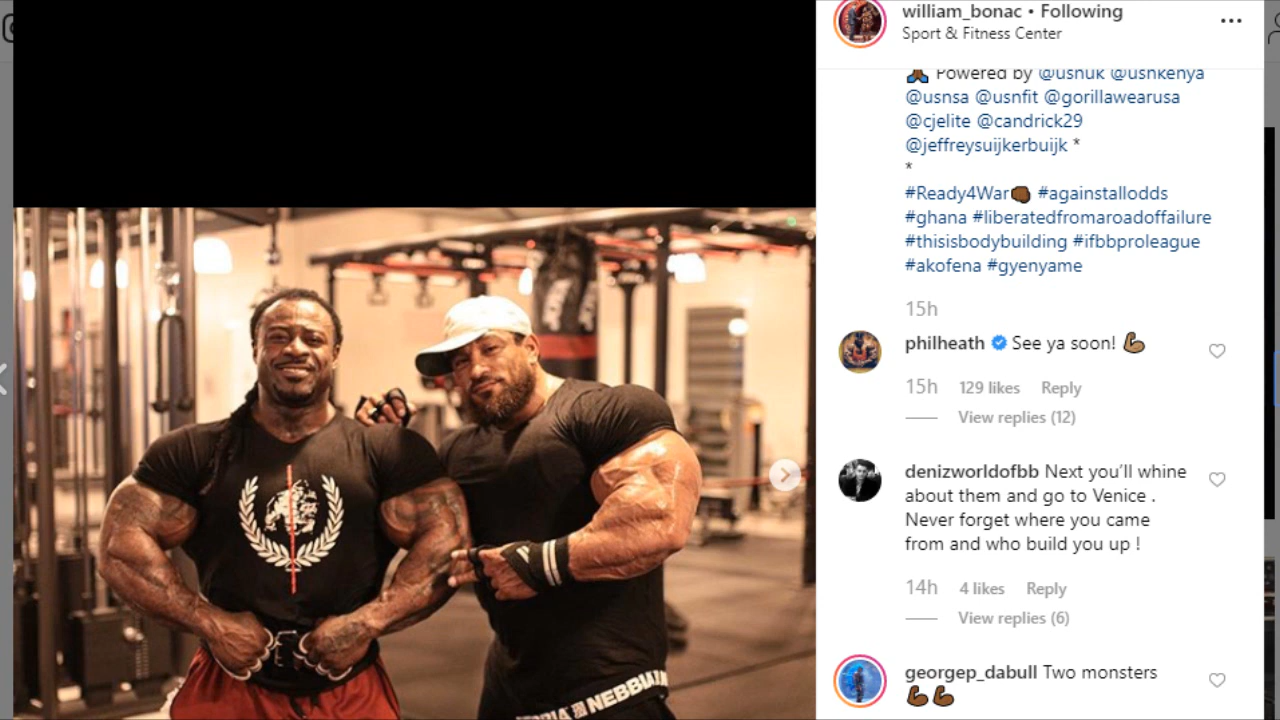 william_bonac • Following
Sport & Fitness Center
🙏🏾 Powered by @usnuk @usnkenya
@usnsa @usnfit @gorillawearusa
@cjelite @candrick29
@jeffreysuijkerbuijk *
*
#Ready4War👊🏾 #againstallodds
#ghana #liberatedfromaroadoffailure
#thisisbodybuilding #ifbbproleague
#akofena #gyenyame
15h
philheath See ya soon! 💪🏽
15h 129 likes Reply
View replies (12)
denizworldofbb Next you’ll whine
about them and go to Venice .
Never forget where you came
from and who build you up !
14h 4 likes Reply
View replies (6)
georgep_dabull Two monsters
💪🏾💪🏾
NEBBIA